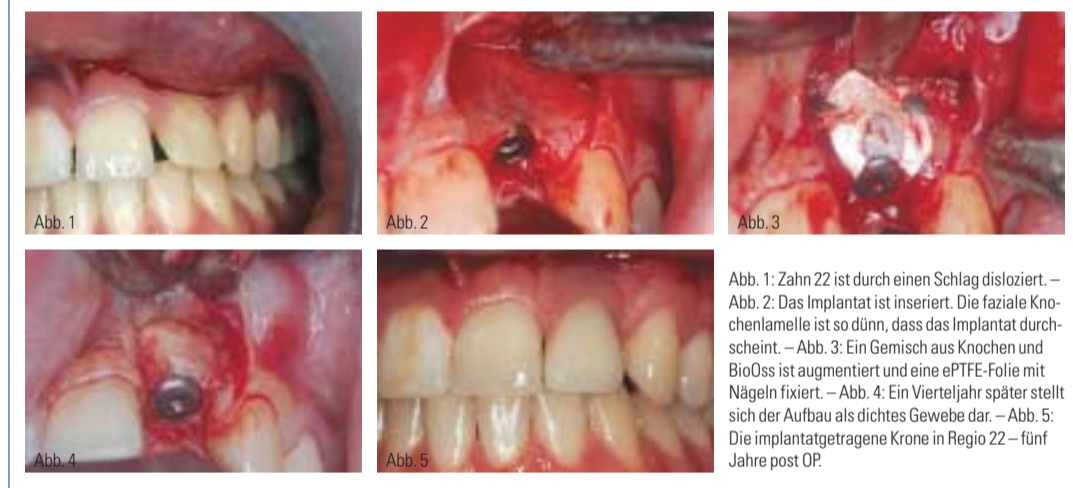 Abb. 1
Abb. 2
Abb. 3
Abb. 4
Abb. 5
Abb. 1: Zahn 22 ist durch einen Schlag disloziert. –
Abb. 2: Das Implantat ist inseriert. Die faziale Kno-
chenlamelle ist so dünn, dass das Implantat durch-
scheint. – Abb. 3: Ein Gemisch aus Knochen und
BioOss ist augmentiert und eine ePTFE-Folie mit
Nägeln fixiert. – Abb. 4: Ein Vierteljahr später stellt
sich der Aufbau als dichtes Gewebe dar. – Abb. 5:
Die implantatgetragene Krone in Regio 22 – fünf
Jahre post OP.